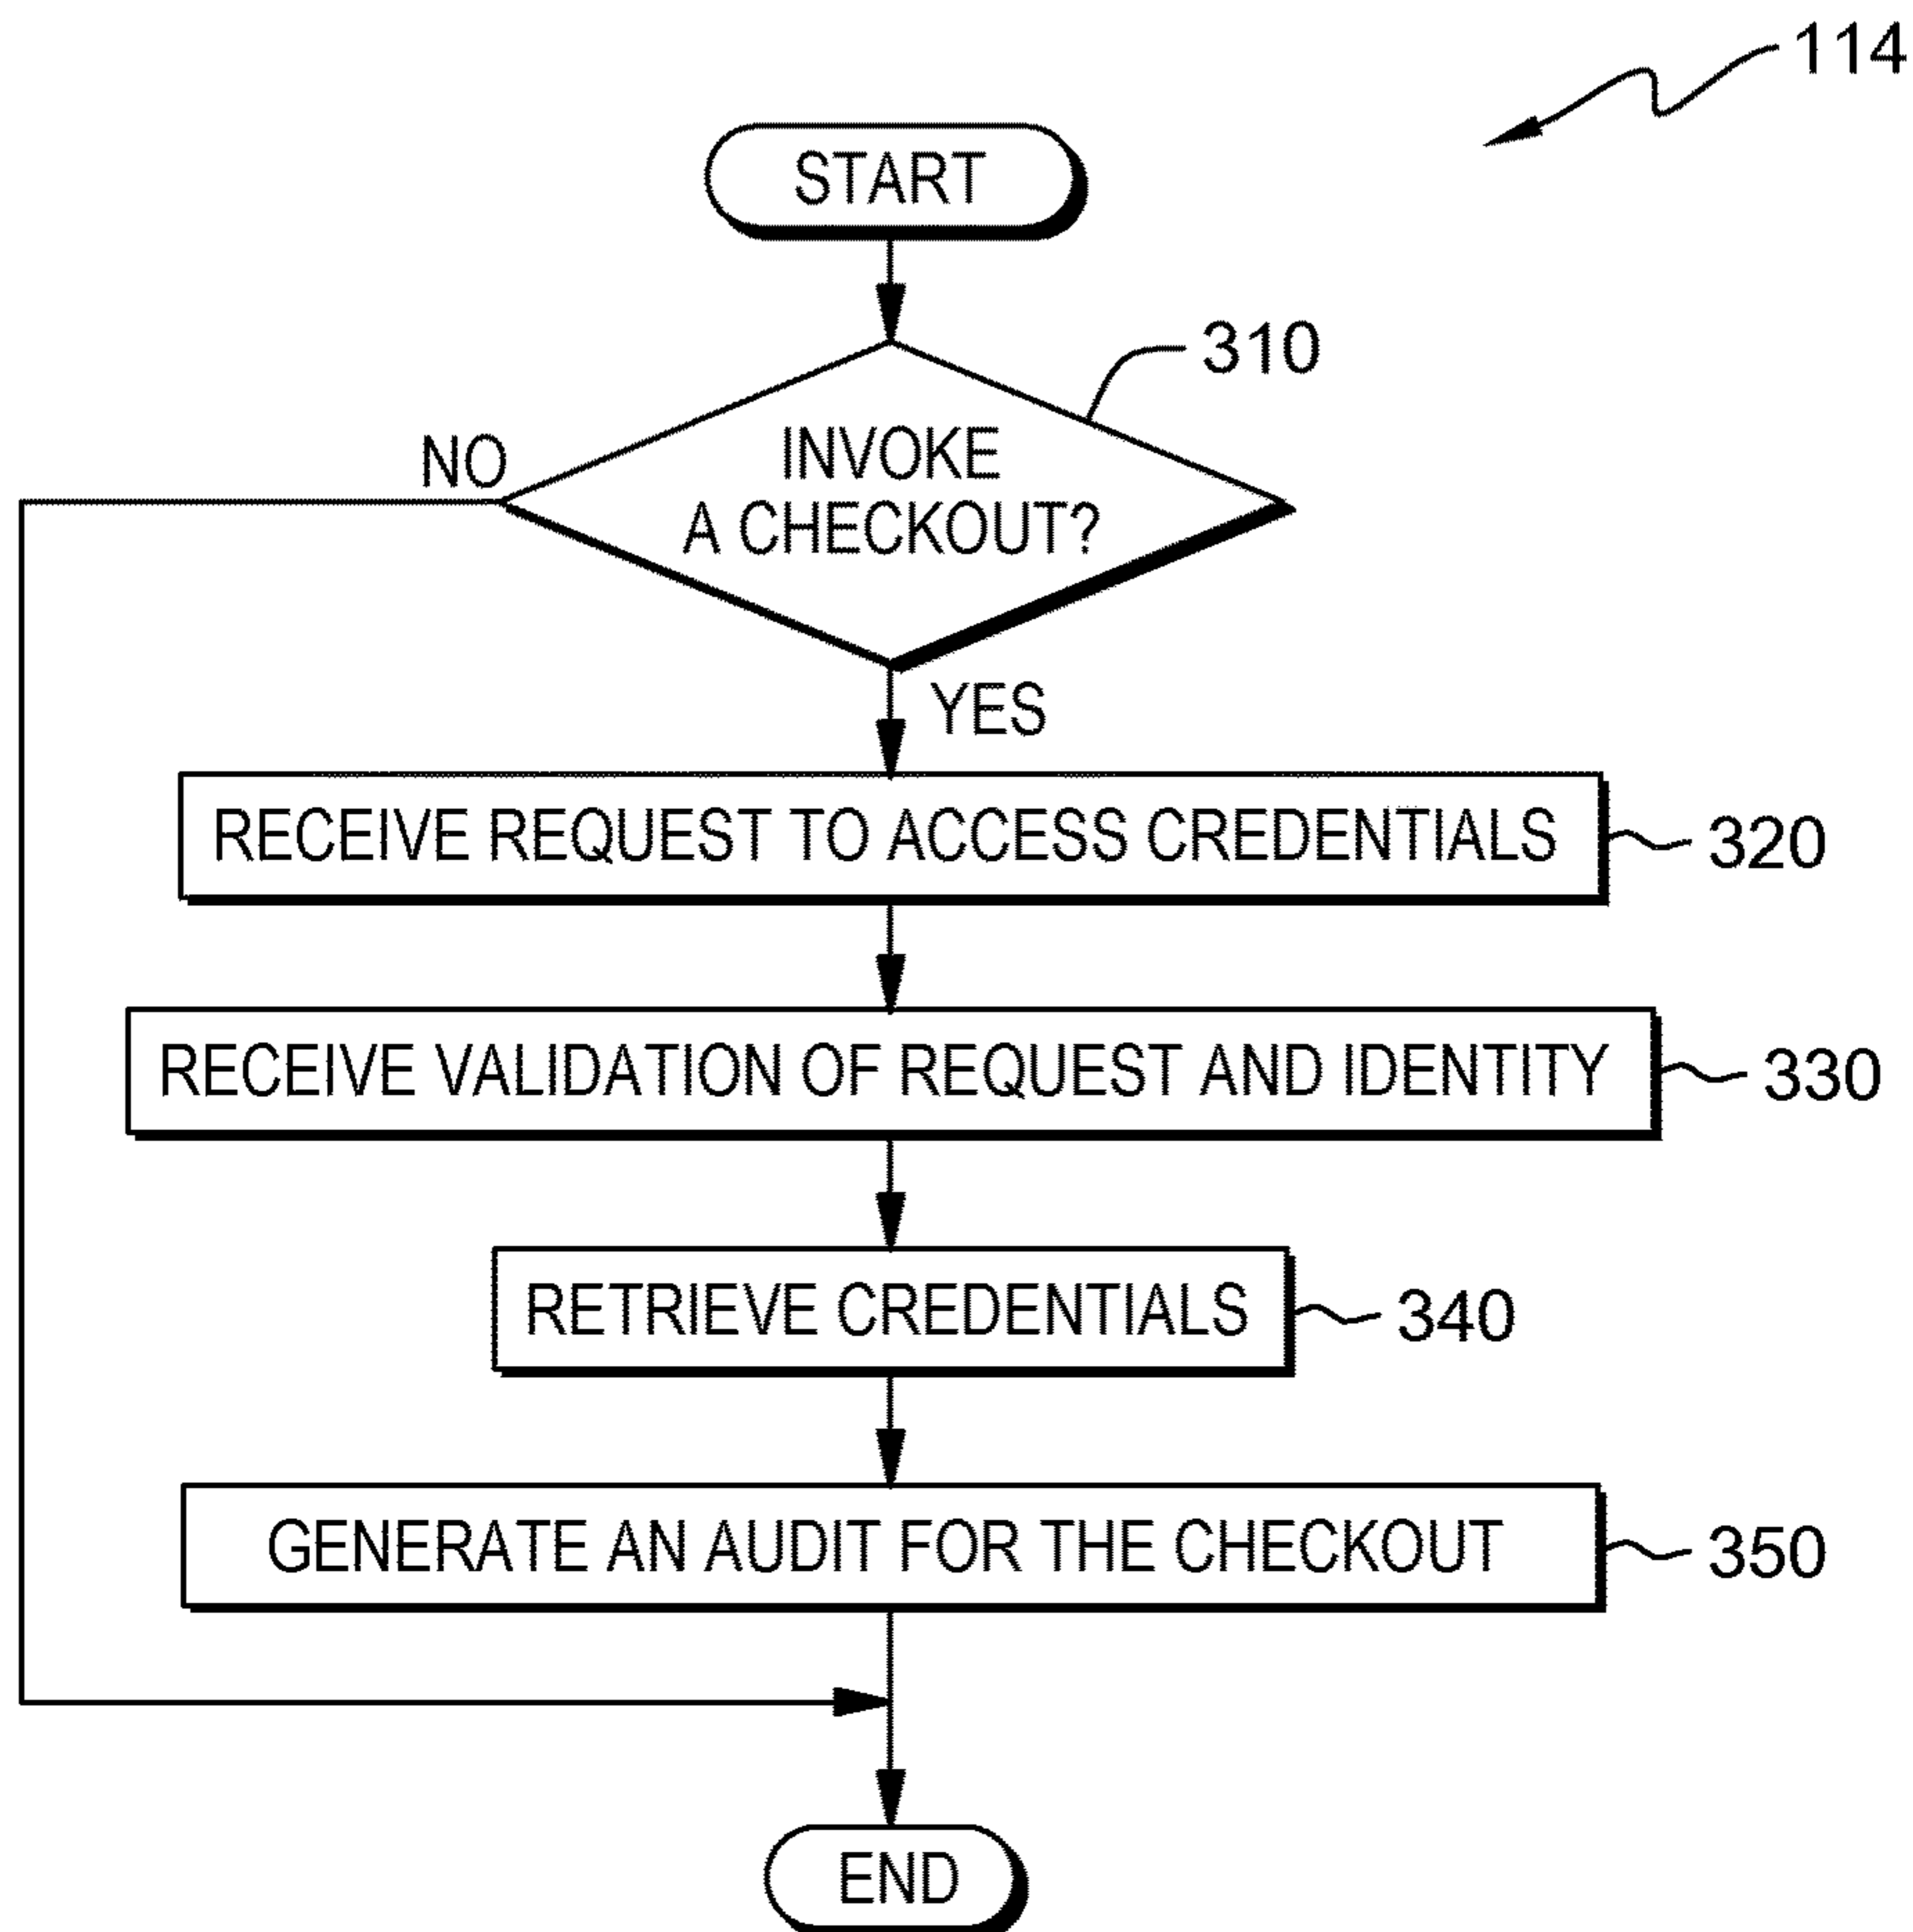 114
START
310
INVOKE
NO
A CHECKOUT?
YES
RECEIVE REQUEST TO ACCESS CREDENTIALS
320
RECEIVE VALIDATION OF REQUEST AND IDENTITY
330
RETRIEVE CREDENTIALS
340
GENERATE AN AUDIT FOR THE CHECKOUT
350
END